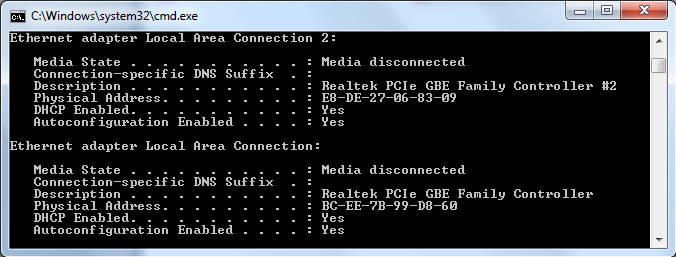 C:\Windows\system32\cmd.exe
Ethernet adapter Local Area Connection 2:
Media State . . . . . . . . . . . : Media disconnected
Connection-specific DNS Suffix  . :
Description . . . . . . . . . . . : Realtek PCIe GBE Family Controller #2
Physical Address. . . . . . . . . : E8-DE-27-06-83-09
DHCP Enabled. . . . . . . . . . . : Yes
Autoconfiguration Enabled . . . . : Yes
Ethernet adapter Local Area Connection:
Media State . . . . . . . . . . . : Media disconnected
Connection-specific DNS Suffix  . :
Description . . . . . . . . . . . : Realtek PCIe GBE Family Controller
Physical Address. . . . . . . . . : BC-EE-7B-99-D8-60
DHCP Enabled. . . . . . . . . . . : Yes
Autoconfiguration Enabled . . . . : Yes